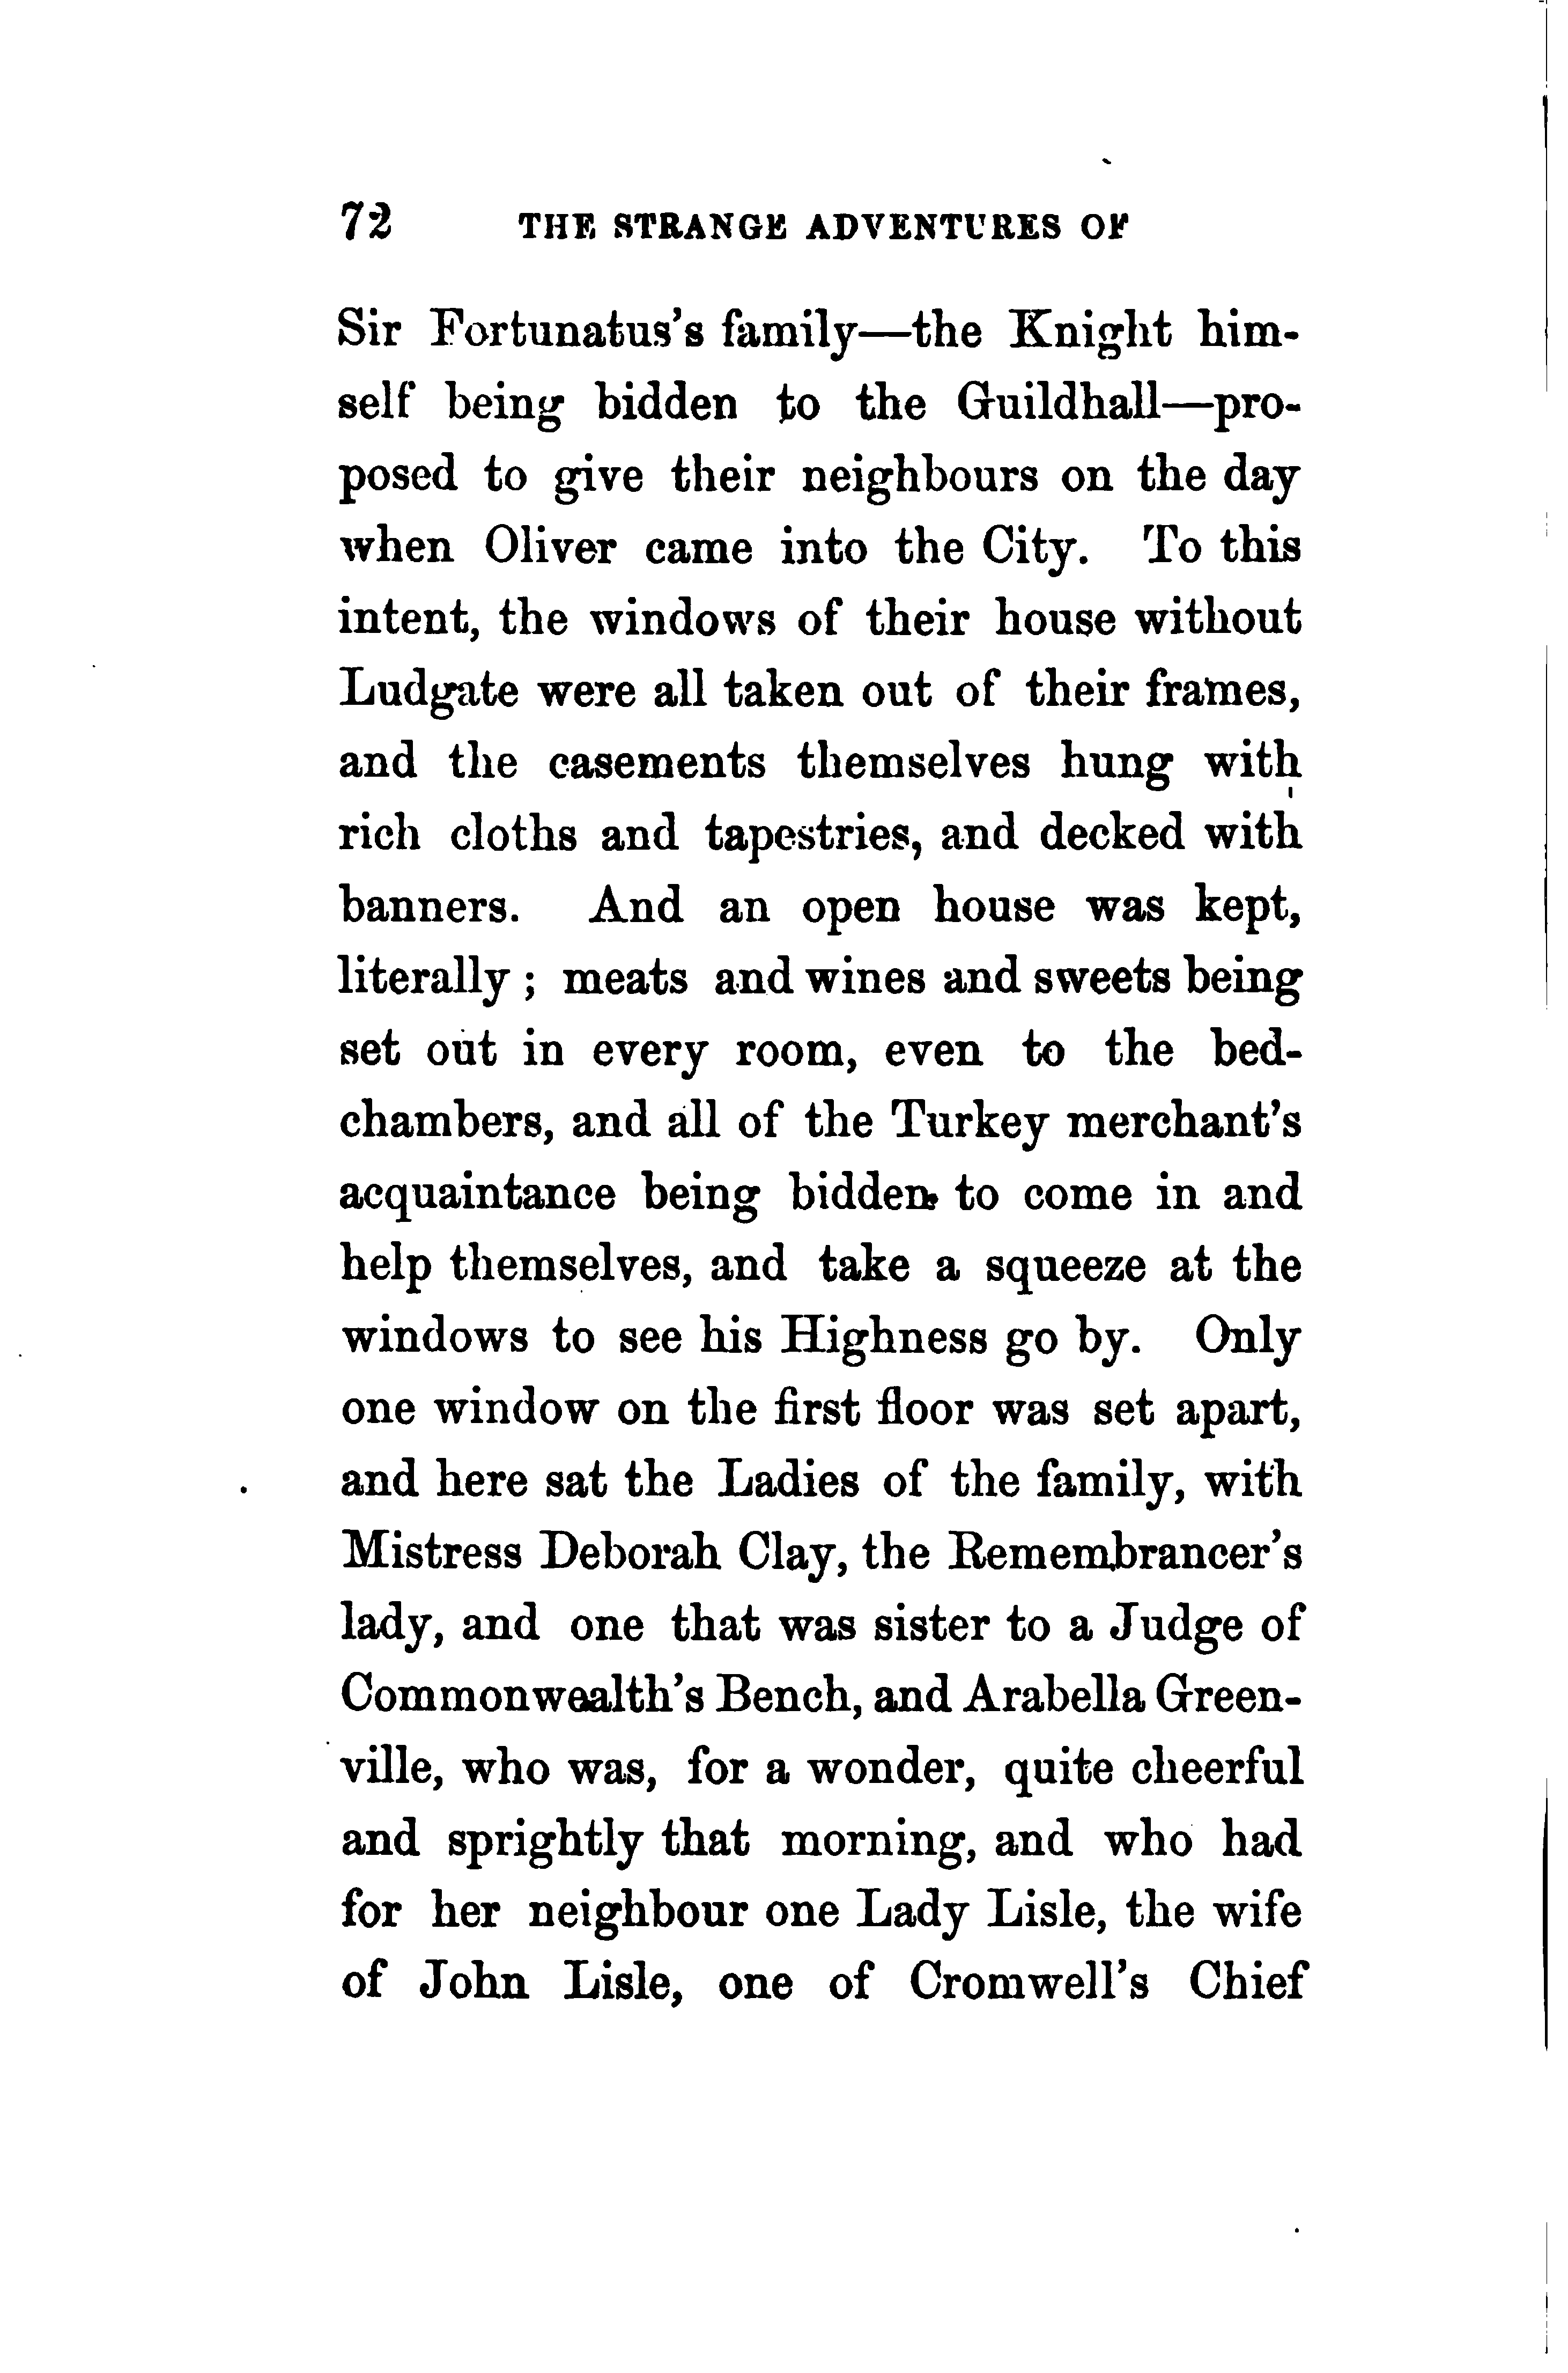 72 THE STRANGE ADVENTURES OF
Sir Fortunatus's family—the Knight him-
self being bidden to the Guildhall—pro-
posed to give their neighbours on the day
when Oliver came into the City. To this
intent, the windows of their house without
Ludgate were all taken out of their frames,
and the casements themselves hung with
rich cloths and tapestries, and decked with
banners. And an open house was kept,
literally ; meats and wines and sweets being
set out in every room, even to the bed-
chambers, and all of the Turkey merchant's
acquaintance being bidden to come in and
help themselves, and take a squeeze at the
windows to see his Highness go by. Only
one window on the first floor was set apart,
and here sat the Ladies of the family, with
Mistress Deborah Clay, the Remembrancer's
lady, and one that was sister to a Judge of
Commonwealth's Bench, and Arabella Green-
ville, who was, for a wonder, quite cheerful
and sprightly that morning, and who had
for her neighbour one Lady Lisle, the wife
of John Lisle, one of Cromwell's Chief